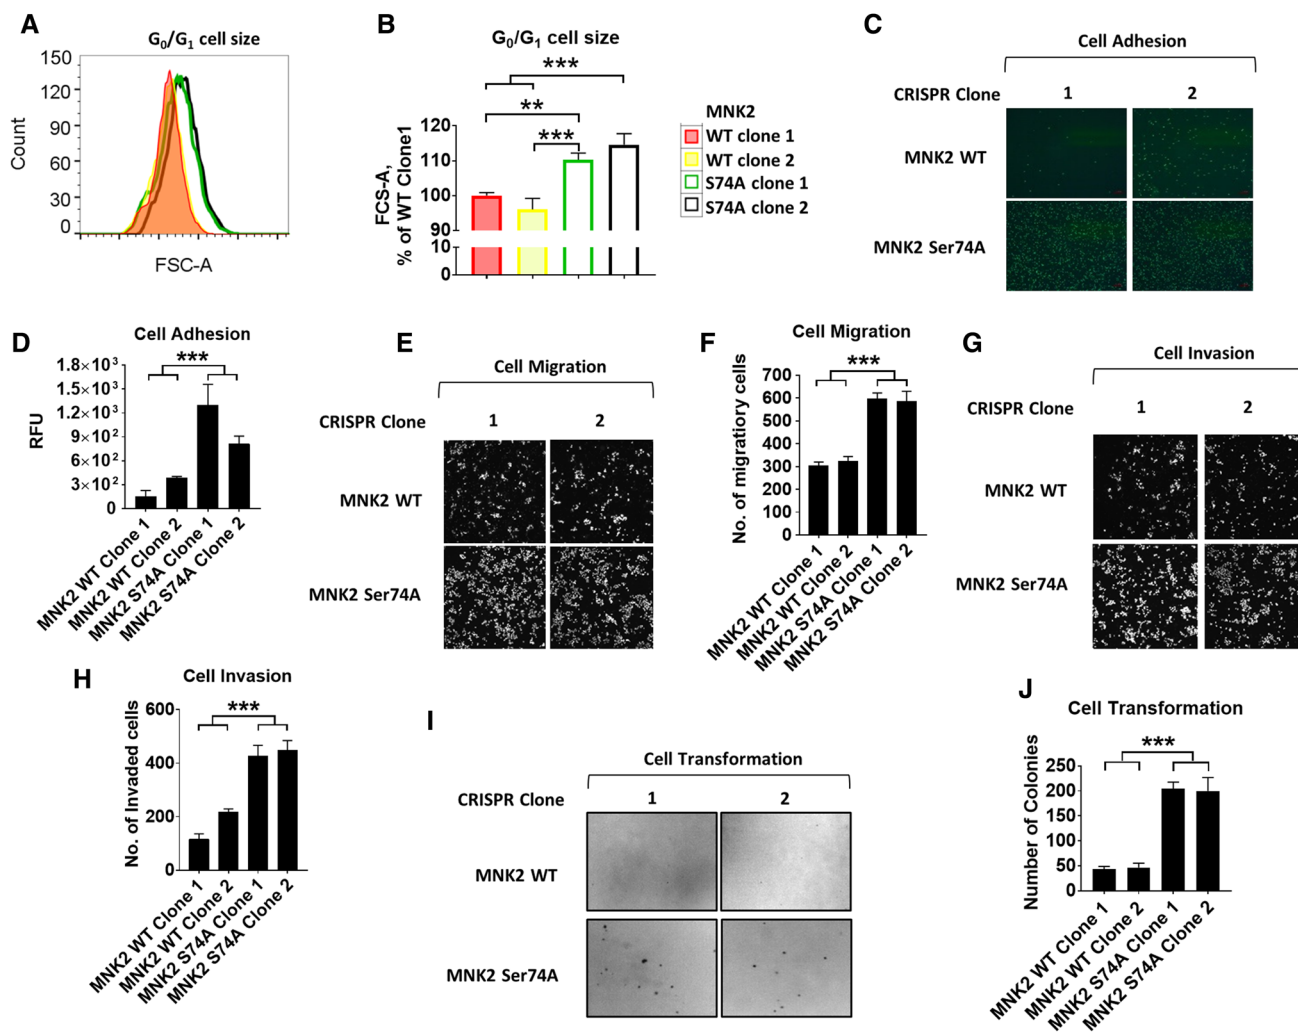 A
G0/G1 cell size
150
120
90
60
30
0
Count
FSC-A
B
G0/G1 cell size
***
**
***
120
110
100
90
10
0
FCS-A,
% of WT Clone1
MNK2
WT clone 1
WT clone 2
S74A clone 1
S74A clone 2
C
Cell Adhesion
CRISPR Clone 1 2
MNK2 WT
MNK2 Ser74A
D
Cell Adhesion
***
1.8×10³
1.5×10³
1.2×10³
9×10²
6×10²
3×10²
0
RFU
MNK2 WT Clone 1
MNK2 WT Clone 2
MNK2 S74A Clone 1
MNK2 S74A Clone 2
E
Cell Migration
CRISPR Clone 1 2
MNK2 WT
MNK2 Ser74A
F
Cell Migration
***
700
600
500
400
300
200
100
0
No. of migratiory cells
MNK2 WT Clone 1
MNK2 WT Clone 2
MNK2 S74A Clone 1
MNK2 S74A Clone 2
G
Cell Invasion
CRISPR Clone 1 2
MNK2 WT
MNK2 Ser74A
H
Cell Invasion
***
600
400
200
0
No. of Invaded cells
MNK2 WT Clone 1
MNK2 WT Clone 2
MNK2 S74A Clone 1
MNK2 S74A Clone 2
I
Cell Transformation
CRISPR Clone 1 2
MNK2 WT
MNK2 Ser74A
J
Cell Transformation
***
250
200
150
100
50
0
Number of Colonies
MNK2 WT Clone 1
MNK2 WT Clone 2
MNK2 S74A Clone 1
MNK2 S74A Clone 2